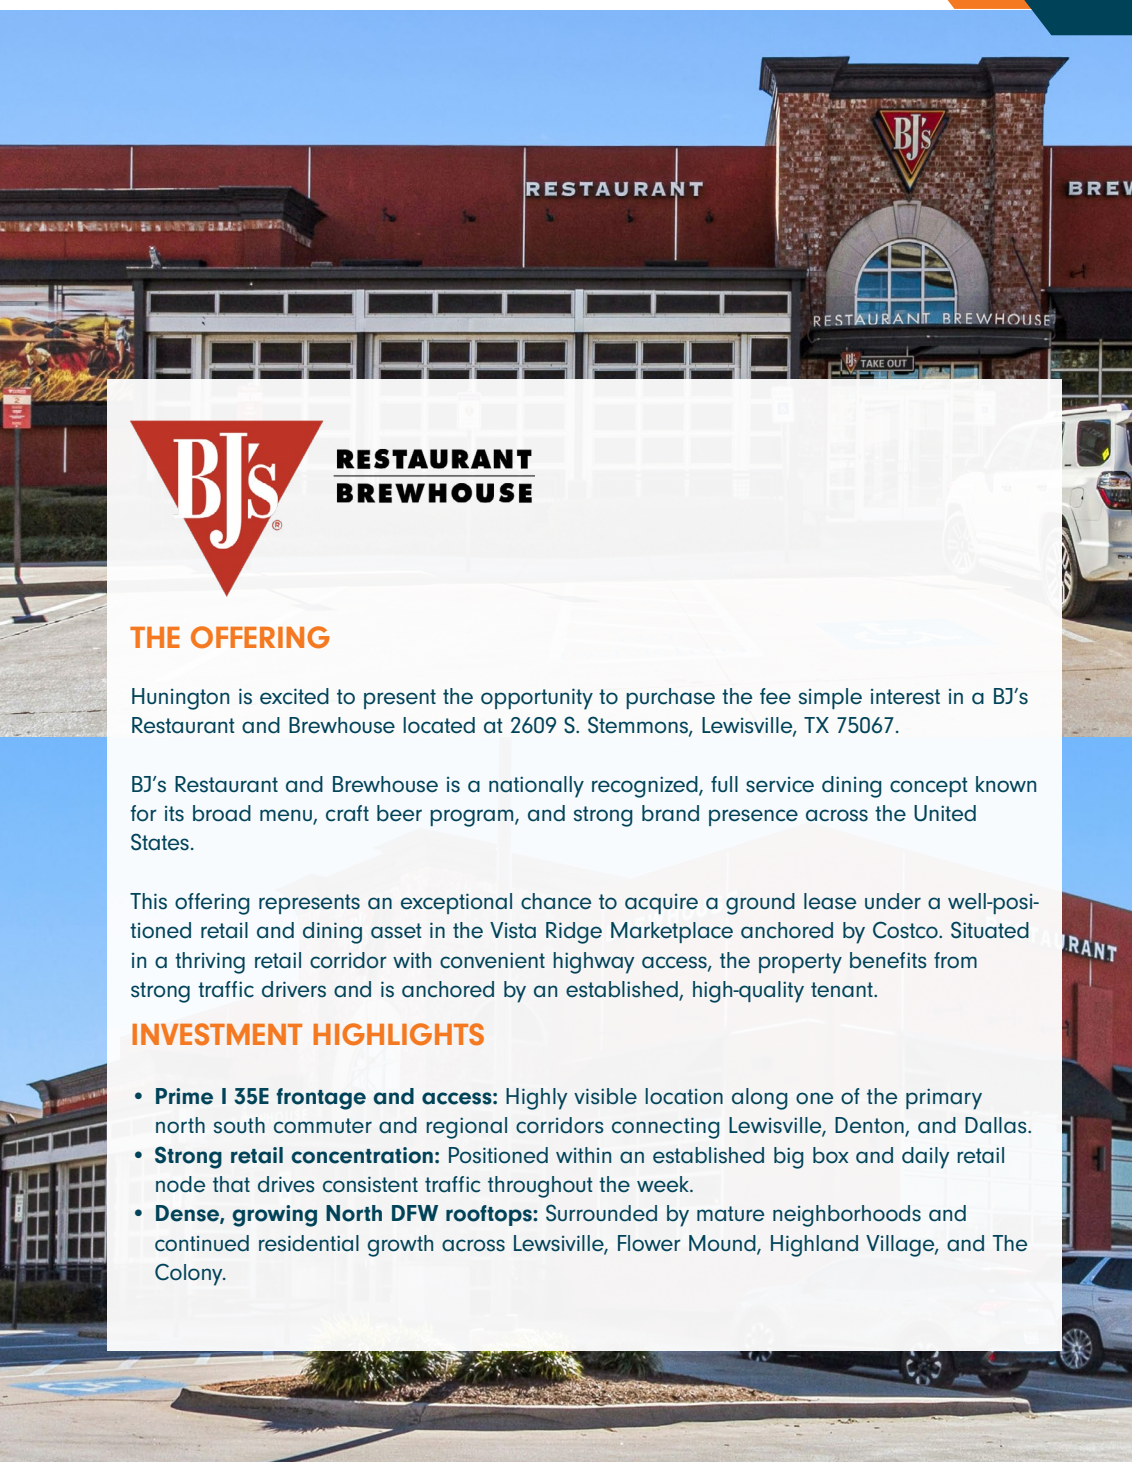 RESTAURANT
BREW
BJ's
RESTAURANT BREWHOUSE
BJ's TAKE OUT
2
BJ's®
RESTAURANT
BREWHOUSE
THE OFFERING
Hunington is excited to present the opportunity to purchase the fee simple interest in a BJ’s
Restaurant and Brewhouse located at 2609 S. Stemmons, Lewisville, TX 75067.
BJ’s Restaurant and Brewhouse is a nationally recognized, full service dining concept known
for its broad menu, craft beer program, and strong brand presence across the United
States.
This offering represents an exceptional chance to acquire a ground lease under a well-posi-
tioned retail and dining asset in the Vista Ridge Marketplace anchored by Costco. Situated
in a thriving retail corridor with convenient highway access, the property benefits from
strong traffic drivers and is anchored by an established, high-quality tenant.
URANT
INVESTMENT HIGHLIGHTS
• Prime I 35E frontage and access: Highly visible location along one of the primary
north south commuter and regional corridors connecting Lewisville, Denton, and Dallas.
• Strong retail concentration: Positioned within an established big box and daily retail
node that drives consistent traffic throughout the week.
• Dense, growing North DFW rooftops: Surrounded by mature neighborhoods and
continued residential growth across Lewsiville, Flower Mound, Highland Village, and The
Colony.